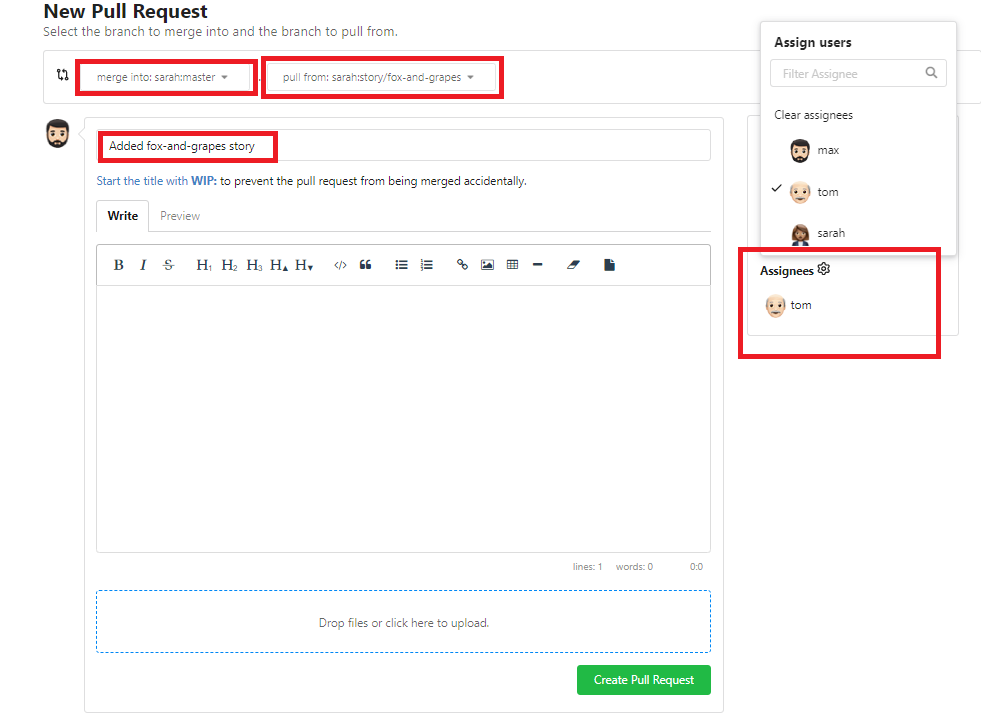 New Pull Request
Select the branch to merge into and the branch to pull from.
merge into: sarah:master
pull from: sarah:story/fox-and-grapes
Added fox-and-grapes story
Start the title with WIP: to prevent the pull request from being merged accidentally.
Write Preview
B I S H1 H2 H3 H▴ H▾
lines: 1 words: 0 0:0
Drop files or click here to upload.
Create Pull Request
Assign users
Filter Assignee
Clear assignees
max
tom
sarah
Assignees
tom